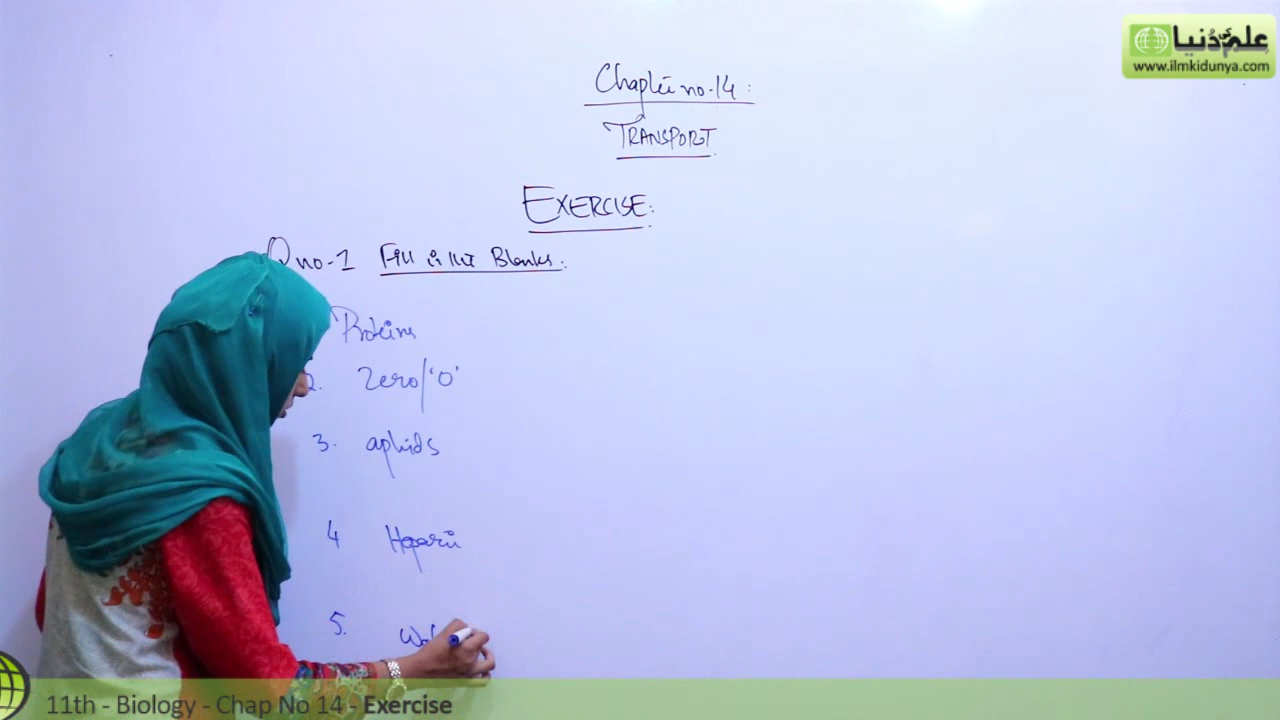 علم کی دُنیا
www.ilmkidunya.com
Chapter no-14:
TRANSPORT
EXERCISE:
Q no-1 Fill in the Blanks:
Proteins
2. Zero/'0'
3. aphids
4 Heparin
5.
11th - Biology - Chap No 14 - Exercise